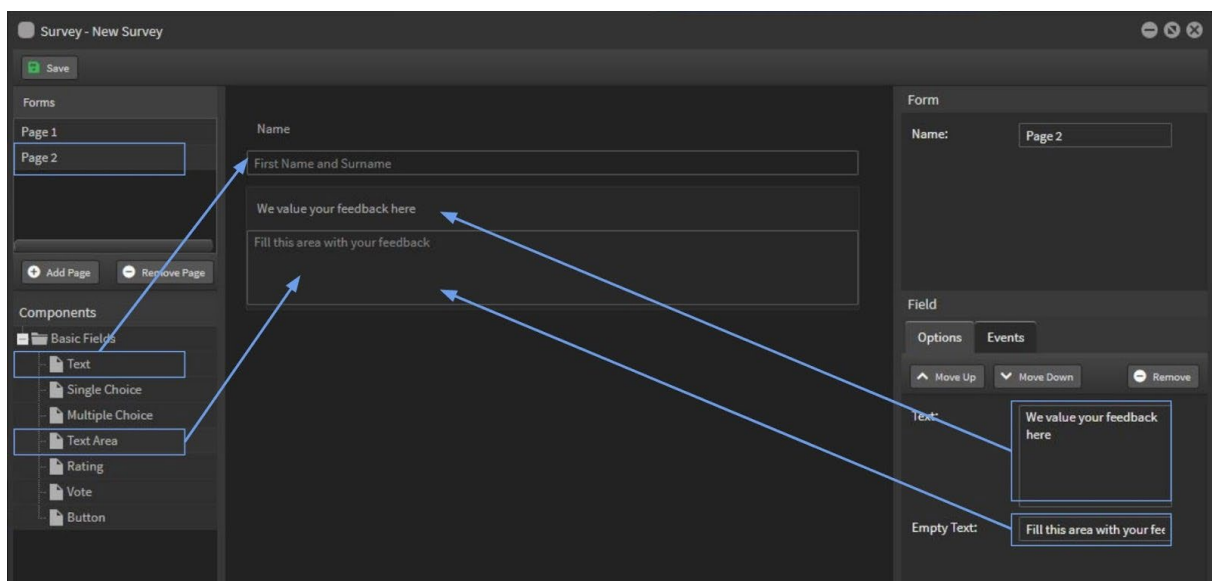 Survey - New Survey
Save
Forms
Page 1
Page 2
Add Page
Remove Page
Components
Basic Fields
Text
Single Choice
Multiple Choice
Text Area
Rating
Vote
Button
Name
First Name and Surname
We value your feedback here
Fill this area with your feedback
Form
Name:
Page 2
Field
Options
Events
Move Up
Move Down
Remove
Text:
We value your feedback
here
Empty Text:
Fill this area with your fee